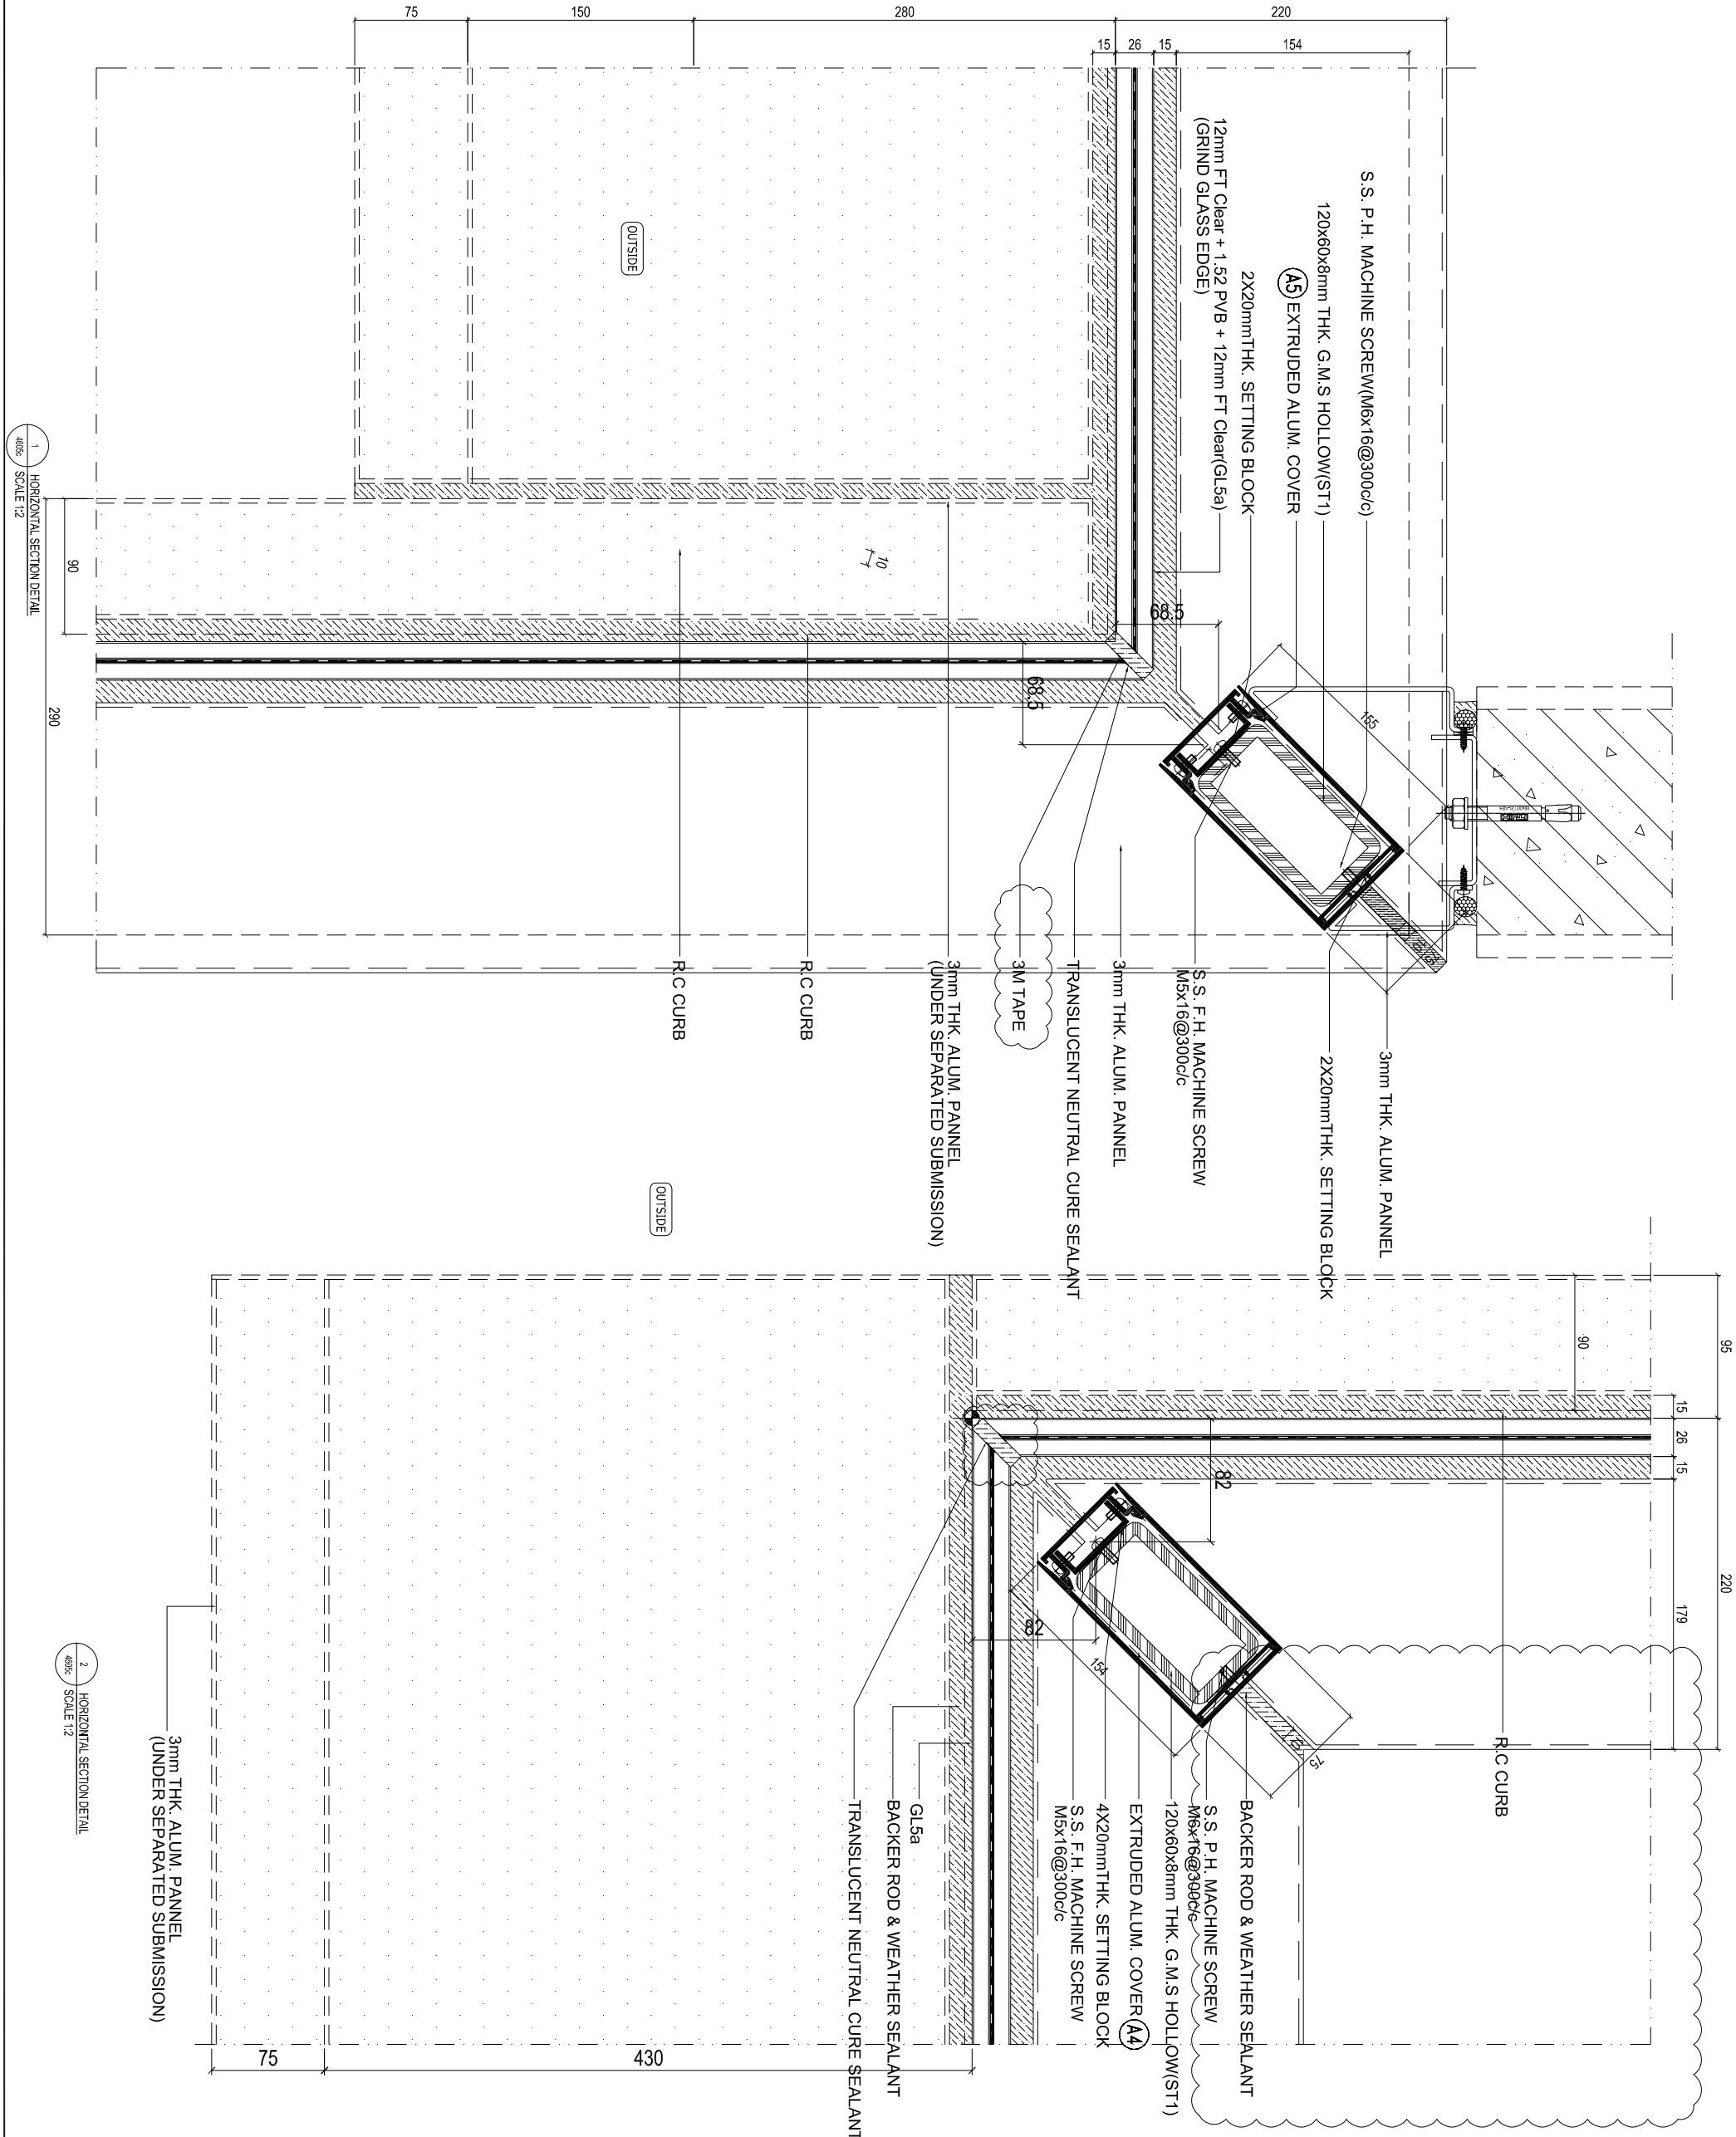 75
150
280
220
15
26
15
154
S.S. P.H. MACHINE SCREW(M6x16@300c/c)
120x60x8mm THK. G.M.S HOLLOW(ST1)
A5 EXTRUDED ALUM. COVER
2X20mmTHK. SETTING BLOCK
12mm FT Clear + 1.52 PVB + 12mm FT Clear(GL5a)
(GRIND GLASS EDGE)
OUTSIDE
10
68.5
68.5
155
15
3mm THK. ALUM. PANNEL
2X20mmTHK. SETTING BLOCK
S.S. F.H. MACHINE SCREW
M5x16@300c/c
3mm THK. ALUM. PANNEL
TRANSLUCENT NEUTRAL CURE SEALANT
3M TAPE
3mm THK. ALUM. PANNEL
(UNDER SEPARATED SUBMISSION)
R.C CURB
R.C CURB
90
290
1
4605c
HORIZONTAL SECTION DETAIL
SCALE 1:2
OUTSIDE
95
220
90
15
26
15
179
82
82
154
10
75
R.C CURB
BACKER ROD & WEATHER SEALANT
S.S. P.H. MACHINE SCREW
M6x16@300c/c
120x60x8mm THK. G.M.S HOLLOW(ST1)
EXTRUDED ALUM. COVER A4
4X20mmTHK. SETTING BLOCK
S.S. F.H. MACHINE SCREW
M5x16@300c/c
GL5a
BACKER ROD & WEATHER SEALANT
TRANSLUCENT NEUTRAL CURE SEALANT
430
75
3mm THK. ALUM. PANNEL
(UNDER SEPARATED SUBMISSION)
2
4605c
HORIZONTAL SECTION DETAIL
SCALE 1:2